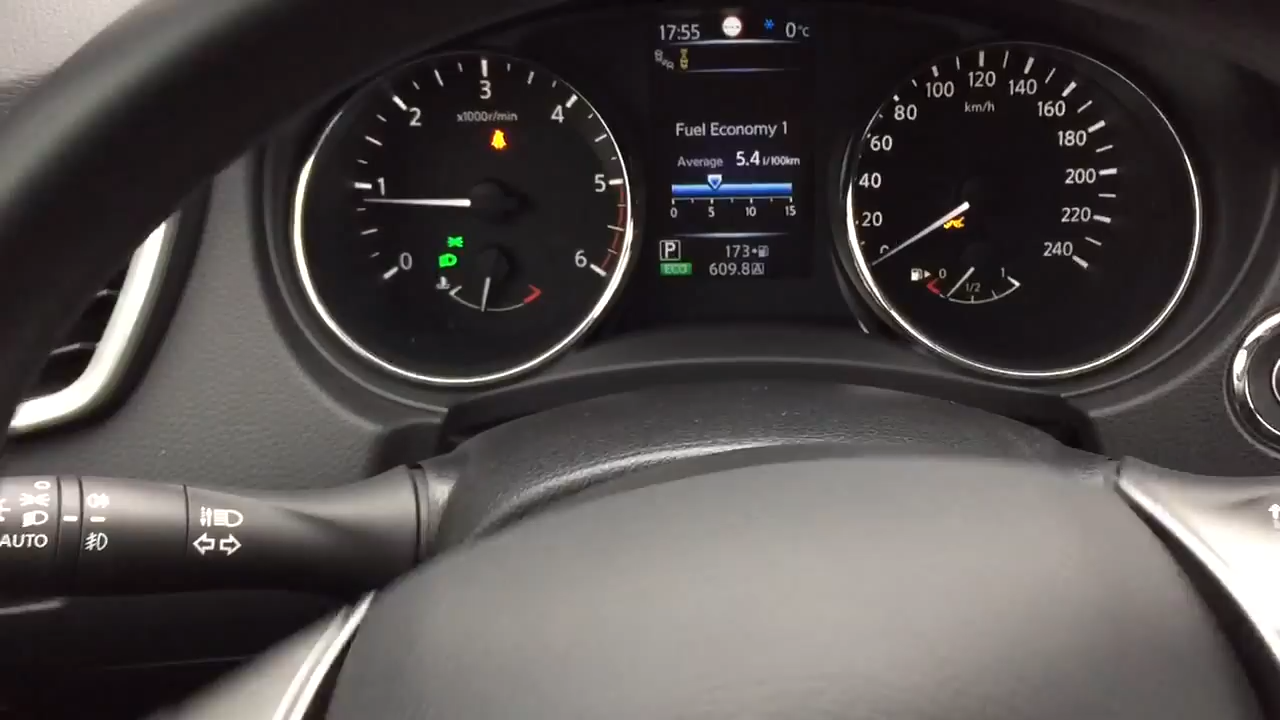 17:55 0°c
Fuel Economy 1
Average 5.4 l/100km
0 5 10 15
P 173
ECO 609.8 A
x1000r/min
0 1 2 3 4 5 6
km/h
0 20 40 60 80 100 120 140 160 180 200 220 240
0 1/2 1
AUTO